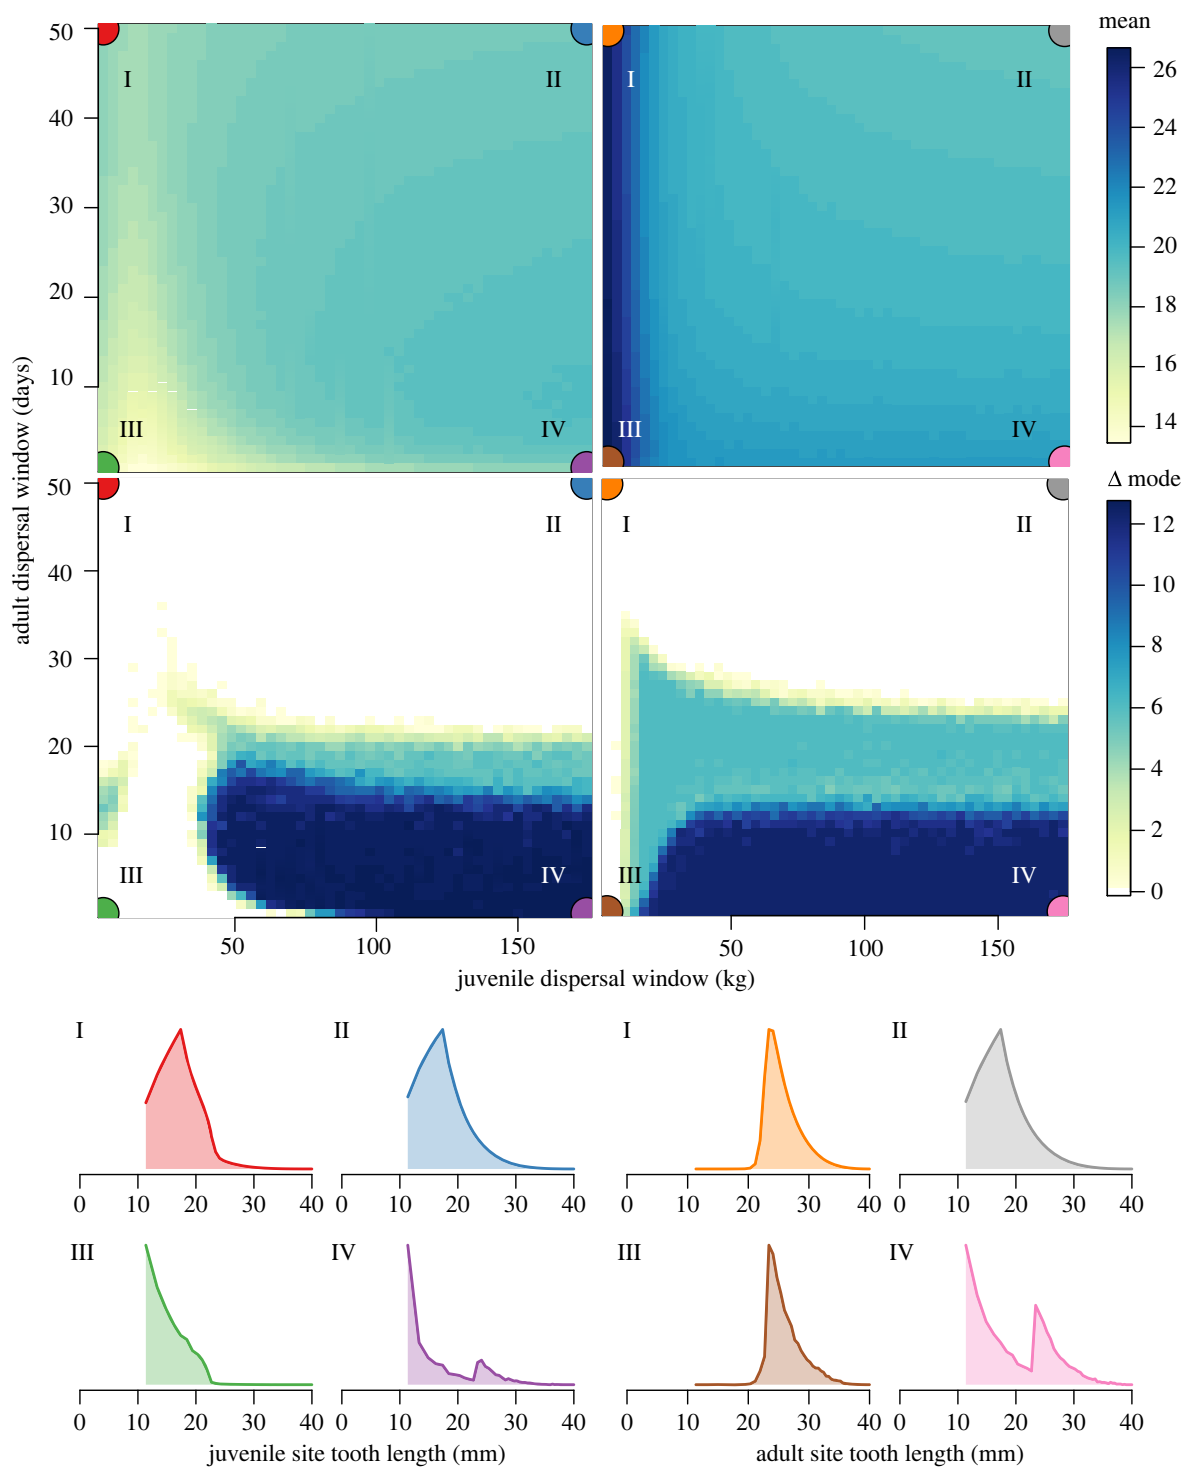 mean
50
40
30
20
10
I
II
III
IV
I
II
III
IV
26
24
22
20
18
16
14
adult dispersal window (days)
Δ mode
50
40
30
20
10
I
II
III
IV
I
II
III
IV
12
10
8
6
4
2
0
50
100
150
50
100
150
juvenile dispersal window (kg)
I
II
I
II
0 10 20 30 40
0 10 20 30 40
0 10 20 30 40
0 10 20 30 40
III
IV
III
IV
0 10 20 30 40
0 10 20 30 40
0 10 20 30 40
0 10 20 30 40
juvenile site tooth length (mm)
adult site tooth length (mm)